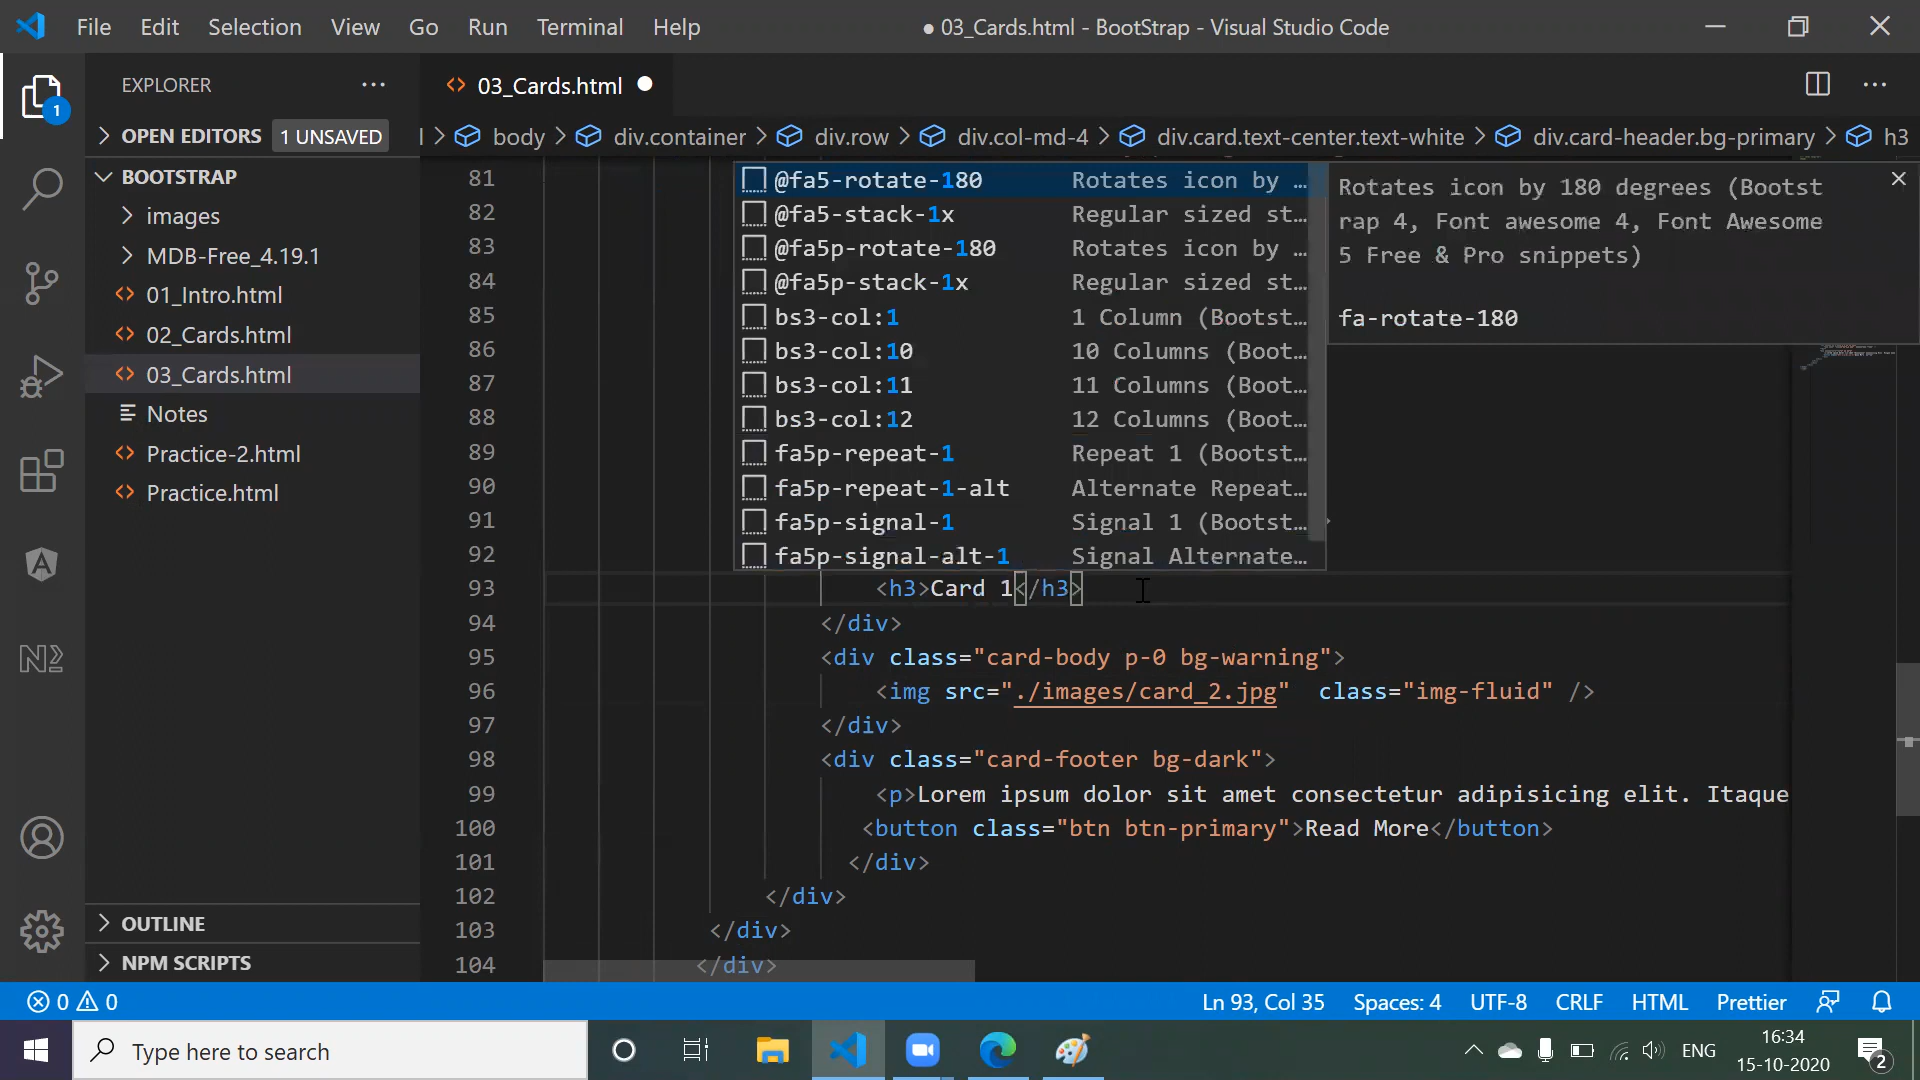 File Edit Selection View Go Run Terminal Help
● 03_Cards.html - BootStrap - Visual Studio Code
EXPLORER
03_Cards.html
OPEN EDITORS 1 UNSAVED
body > div.container > div.row > div.col-md-4 > div.card.text-center.text-white > div.card-header.bg-primary > h3
BOOTSTRAP
images
MDB-Free_4.19.1
01_Intro.html
02_Cards.html
03_Cards.html
Notes
Practice-2.html
Practice.html
OUTLINE
NPM SCRIPTS
1
81
82
83
84
85
86
87
88
89
90
91
92
@fa5-rotate-180 Rotates icon by …
@fa5-stack-1x Regular sized st…
@fa5p-rotate-180 Rotates icon by …
@fa5p-stack-1x Regular sized st…
bs3-col:1 1 Column (Bootst…
bs3-col:10 10 Columns (Boot…
bs3-col:11 11 Columns (Boot…
bs3-col:12 12 Columns (Boot…
fa5p-repeat-1 Repeat 1 (Bootst…
fa5p-repeat-1-alt Alternate Repeat…
fa5p-signal-1 Signal 1 (Bootst…
fa5p-signal-alt-1 Signal Alternate…
Rotates icon by 180 degrees (Bootst
rap 4, Font awesome 4, Font Awesome
5 Free & Pro snippets)
fa-rotate-180
93 <h3>Card 1</h3>
94 </div>
95 <div class="card-body p-0 bg-warning">
96 <img src="./images/card_2.jpg" class="img-fluid" />
97 </div>
98 <div class="card-footer bg-dark">
99 <p>Lorem ipsum dolor sit amet consectetur adipisicing elit. Itaque
100 <button class="btn btn-primary">Read More</button>
101 </div>
102 </div>
103 </div>
104 </div>
0 0
Ln 93, Col 35 Spaces: 4 UTF-8 CRLF HTML Prettier
Type here to search
ENG
16:34
15-10-2020
2